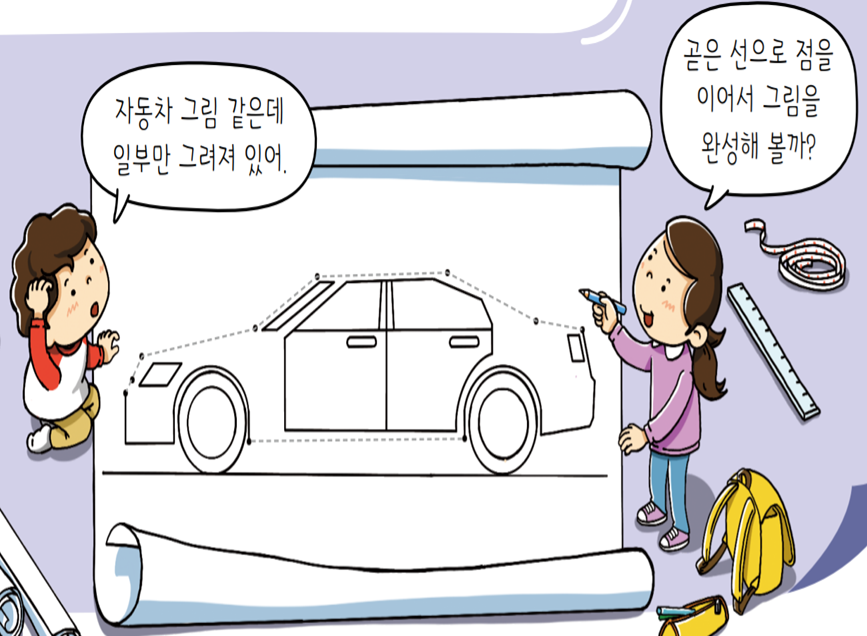 자동차 그림 같은데
일부만 그려져 있어.
곧은 선으로 점을
이어서 그림을
완성해 볼까?